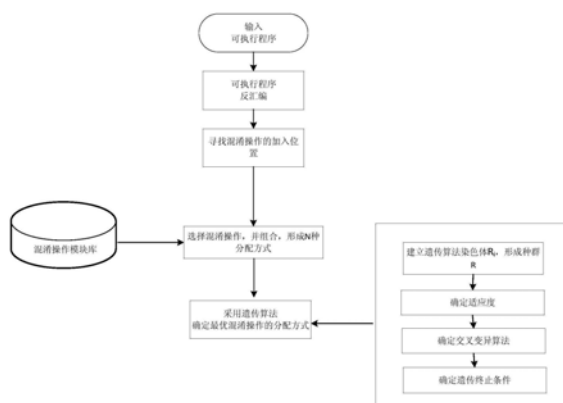 输入
可执行程序
可执行程序
反汇编
寻找混淆操作的加入位
置
混淆操作模块库
选择混淆操作，并组合，形成N种
分配方式
采用遗传算法
确定最优混淆操作的分配方式
建立遗传算法染色体Rᵢ，形成种群
R
确定适应度
确定交叉变异算法
确定遗传终止条件